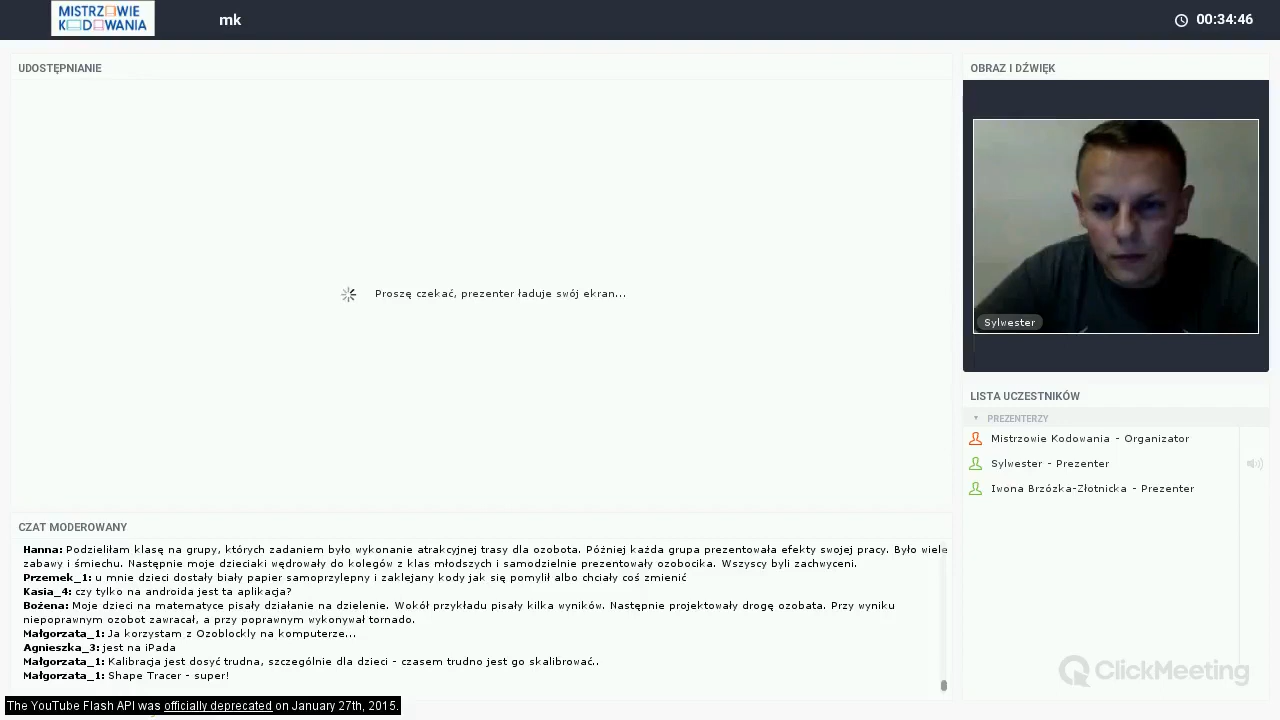 MISTRZOWIE
KODOWANIA
mk
00:34:46
UDOSTĘPNIANIE
Proszę czekać, prezenter ładuje swój ekran...
OBRAZ I DŹWIĘK
Sylwester
LISTA UCZESTNIKÓW
PREZENTERZY
Mistrzowie Kodowania - Organizator
Sylwester - Prezenter
Iwona Brzózka-Złotnicka - Prezenter
CZAT MODEROWANY
Hanna: Podzieliłam klasę na grupy, których zadaniem było wykonanie atrakcyjnej trasy dla ozobota. Później każda grupa prezentowała efekty swojej pracy. Było wiele
zabawy i śmiechu. Następnie moje dzieciaki wędrowały do kolegów z klas młodszych i samodzielnie prezentowały ozobocika. Wszyscy byli zachwyceni.
Przemek_1: u mnie dzieci dostały biały papier samoprzylepny i zaklejany kody jak się pomylił albo chciały coś zmienić
Kasia_4: czy tylko na androida jest ta aplikacja?
Bożena: Moje dzieci na matematyce pisały działanie na dzielenie. Wokół przykładu pisały kilka wyników. Następnie projektowały drogę ozobata. Przy wyniku
niepoprawnym ozobot zawracał, a przy poprawnym wykonywał tornado.
Małgorzata_1: Ja korzystam z Ozoblockly na komputerze...
Agnieszka_3: jest na iPada
Małgorzata_1: Kalibracja jest dosyć trudna, szczególnie dla dzieci - czasem trudno jest go skalibrować..
Małgorzata_1: Shape Tracer - super!
ClickMeeting
The YouTube Flash API was officially deprecated on January 27th, 2015.